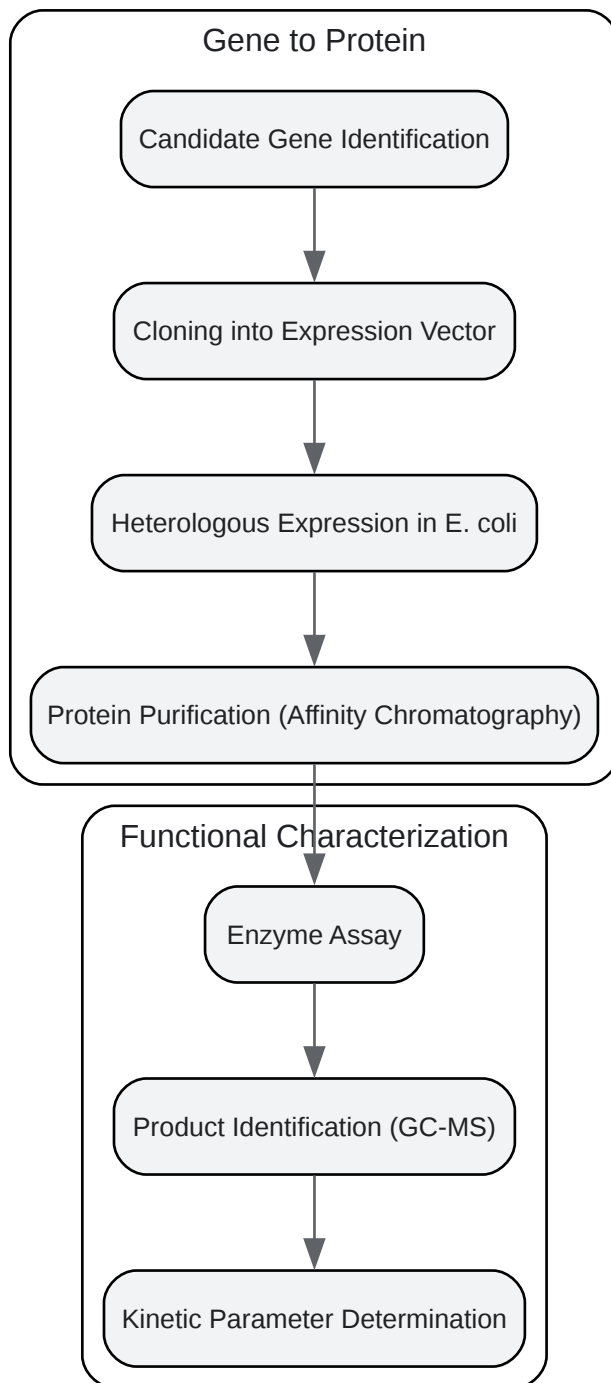 Gene to Protein
Candidate Gene Identification
Cloning into Expression Vector
Heterologous Expression in E. coli
Protein Purification (Affinity Chromatography)
Functional Characterization
Enzyme Assay
Product Identification (GC-MS)
Kinetic Parameter Determination